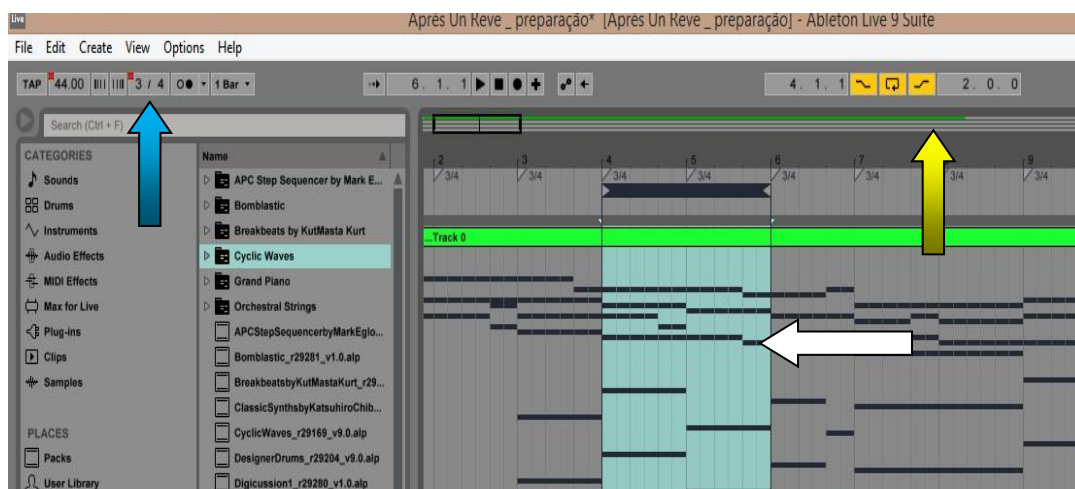 Live
Après Un Reve _ preparação* [Après Un Reve _ preparação] - Ableton Live 9 Suite
File Edit Create View Options Help
TAP 44.00 3 / 4 1 Bar 6. 1. 1 4. 1. 1 2. 0. 0
Search (Ctrl + F)
CATEGORIES
Sounds
Drums
Instruments
Audio Effects
MIDI Effects
Max for Live
Plug-ins
Clips
Samples
PLACES
Packs
User Library
Name
APC Step Sequencer by Mark E...
Bomblastic
Breakbeats by KutMasta Kurt
Cyclic Waves
Grand Piano
Orchestral Strings
APCStepSequencerbyMarkEglo...
Bomblastic_r29281_v1.0.alp
BreakbeatsbyKutMastaKurt_r29...
ClassicSynthsbyKatsuhiroChib...
CyclicWaves_r29169_v9.0.alp
DesignerDrums_r29204_v9.0.alp
Digicussion1_r29280_v1.0.alp
2 3 4 5 6 7 9
3/4 3/4 3/4 3/4 3/4 3/4 3/4 3/4
...Track 0